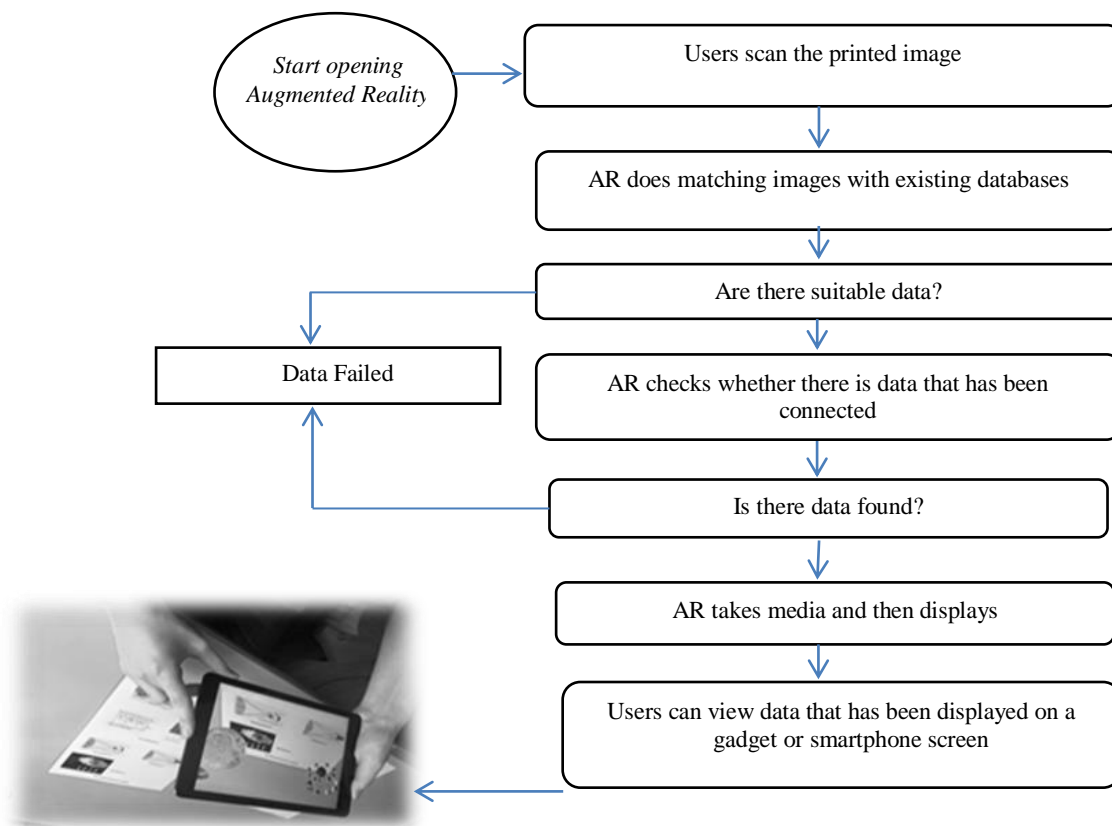 Start opening
Augmented Reality
Users scan the printed image
AR does matching images with existing databases
Are there suitable data?
Data Failed
AR checks whether there is data that has been
connected
Is there data found?
AR takes media and then displays
Users can view data that has been displayed on a
gadget or smartphone screen